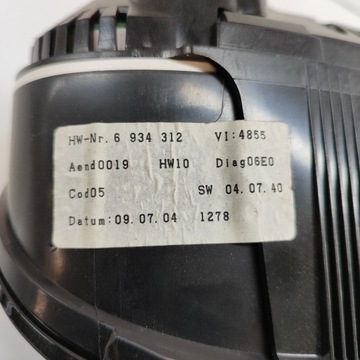 HW-Nr. 6 934 312 VI:4855
Aend0019 HW10 Diag06E0
Cod05 SW 04.07.40
Datum:09.07.04 1278